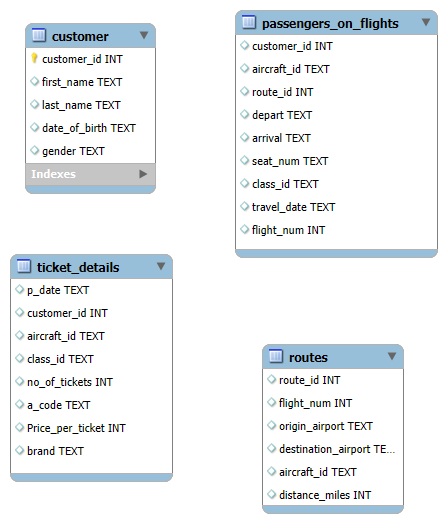 customer
customer_id INT
first_name TEXT
last_name TEXT
date_of_birth TEXT
gender TEXT
Indexes
passengers_on_flights
customer_id INT
aircraft_id TEXT
route_id INT
depart TEXT
arrival TEXT
seat_num TEXT
class_id TEXT
travel_date TEXT
flight_num INT
ticket_details
p_date TEXT
customer_id INT
aircraft_id TEXT
class_id TEXT
no_of_tickets INT
a_code TEXT
Price_per_ticket INT
brand TEXT
routes
route_id INT
flight_num INT
origin_airport TEXT
destination_airport TE...
aircraft_id TEXT
distance_miles INT